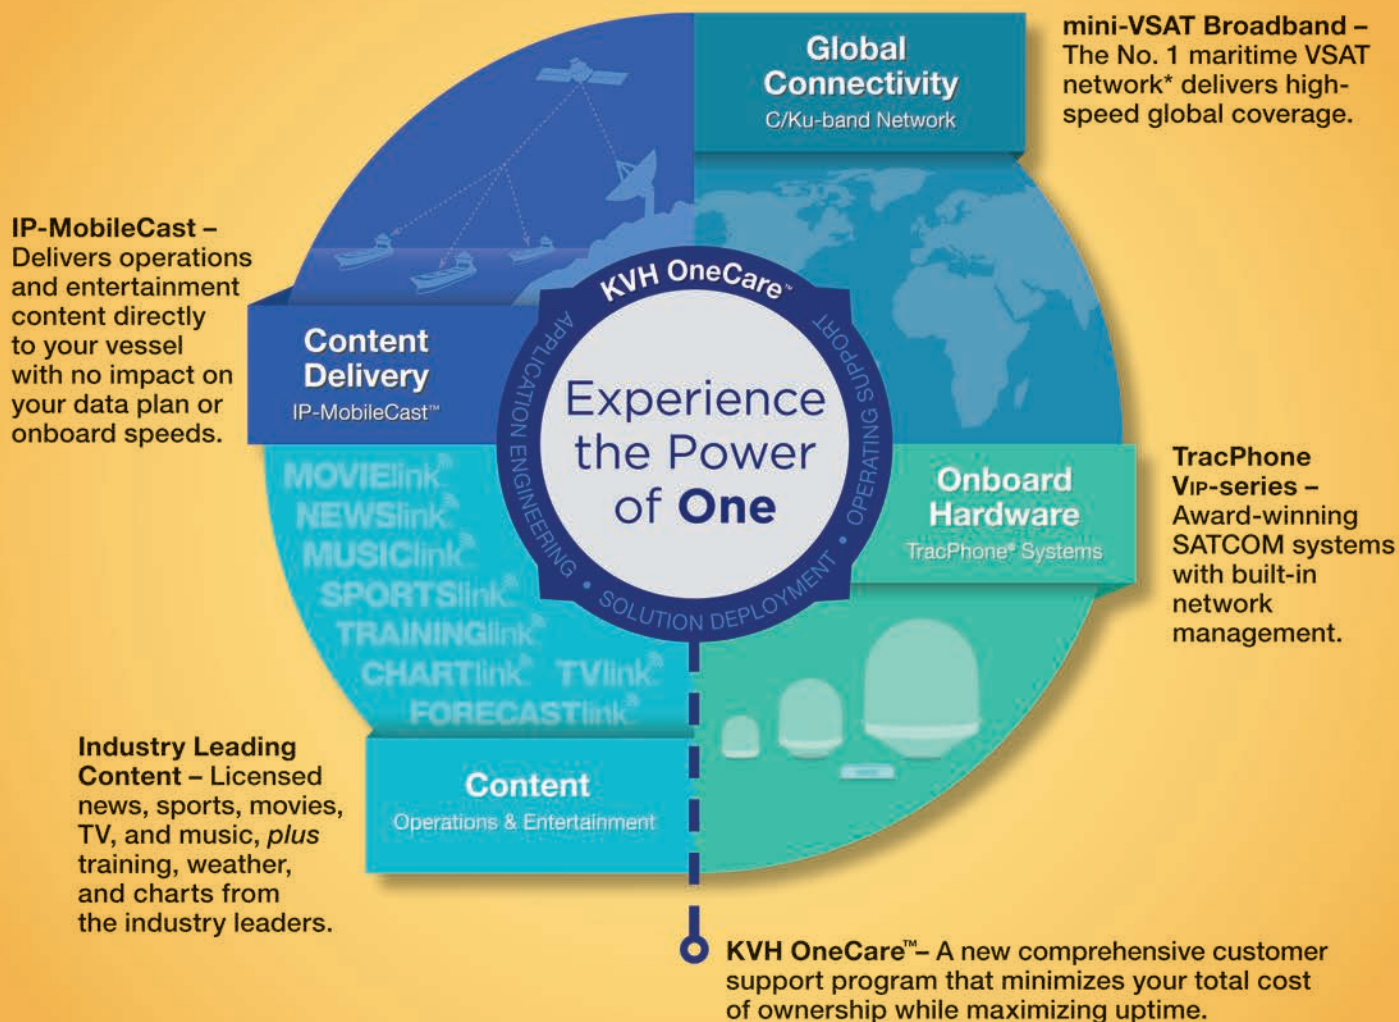 Global
Connectivity
C/Ku-band Network
mini-VSAT Broadband –
The No. 1 maritime VSAT
network* delivers high-
speed global coverage.
IP-MobileCast –
Delivers operations
and entertainment
content directly
to your vessel
with no impact on
your data plan or
onboard speeds.
Content
Delivery
IP-MobileCast™
KVH OneCare™
APPLICATION ENGINEERING • SOLUTION DEPLOYMENT • OPERATING SUPPORT
Experience
the Power
of One
Onboard
Hardware
TracPhone® Systems
TracPhone
VIP-series –
Award-winning
SATCOM systems
with built-in
network
management.
MOVIElink
NEWSlink
MUSIClink
SPORTSlink
TRAININGlink
CHARTlink TVlink
FORECASTlink
Industry Leading
Content – Licensed
news, sports, movies,
TV, and music, plus
training, weather,
and charts from
the industry leaders.
Content
Operations & Entertainment
KVH OneCare™– A new comprehensive customer
support program that minimizes your total cost
of ownership while maximizing uptime.